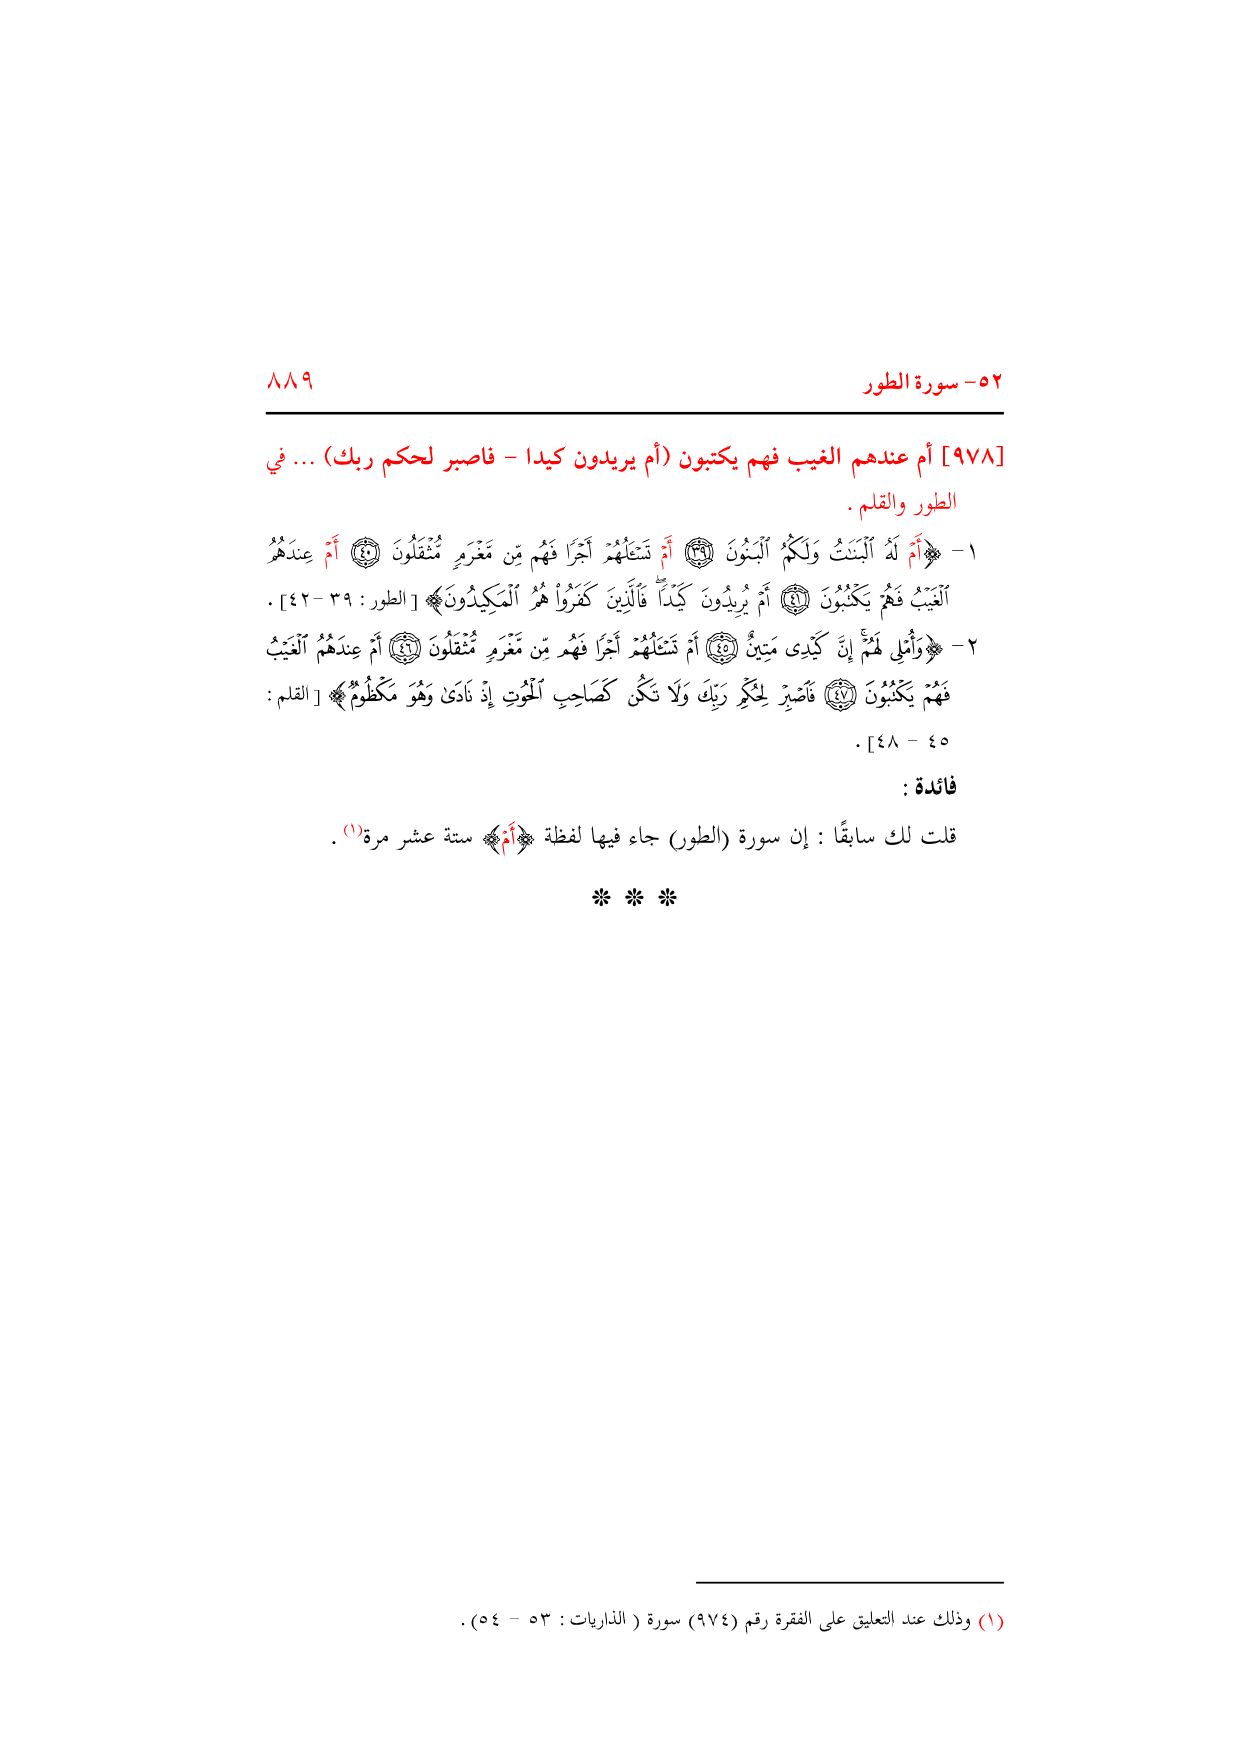 ٥٢- سورة الطور ٨٨٩
[٩٧٨] أم عندهم الغيب فهم يكتبون (أم يريدون كيدا - فاصبر لحكم ربك) ... في
الطور والقلم .
١- ﴿أَمۡ لَهُ ٱلۡبَنَٰتُ وَلَكُمُ ٱلۡبَنُونَ ٣٩ أَمۡ تَسۡـَٔلُهُمۡ أَجۡرٗا فَهُم مِّن مَّغۡرَمٖ مُّثۡقَلُونَ ٤٠ أَمۡ عِندَهُمُ
ٱلۡغَيۡبُ فَهُمۡ يَكۡتُبُونَ ٤١ أَمۡ يُرِيدُونَ كَيۡدٗاۖ فَٱلَّذِينَ كَفَرُواْ هُمُ ٱلۡمَكِيدُونَ﴾ [الطور : ٣٩ -٤٢] .
٢- ﴿وَأُمۡلِي لَهُمۡۚ إِنَّ كَيۡدِي مَتِينٌ ٤٥ أَمۡ تَسۡـَٔلُهُمۡ أَجۡرٗا فَهُم مِّن مَّغۡرَمٖ مُّثۡقَلُونَ ٤٦ أَمۡ عِندَهُمُ ٱلۡغَيۡبُ
فَهُمۡ يَكۡتُبُونَ ٤٧ فَٱصۡبِرۡ لِحُكۡمِ رَبِّكَ وَلَا تَكُن كَصَاحِبِ ٱلۡحُوتِ إِذۡ نَادَىٰ وَهُوَ مَكۡظُومٞ﴾ [القلم :
٤٥ - ٤٨] .
فائدة :
قلت لك سابقًا : إن سورة (الطور) جاء فيها لفظة ﴿أَمۡ﴾ ستة عشر مرة(١) .
(١) وذلك عند التعليق على الفقرة رقم (٩٧٤) سورة ( الذاريات : ٥٣ - ٥٤) .